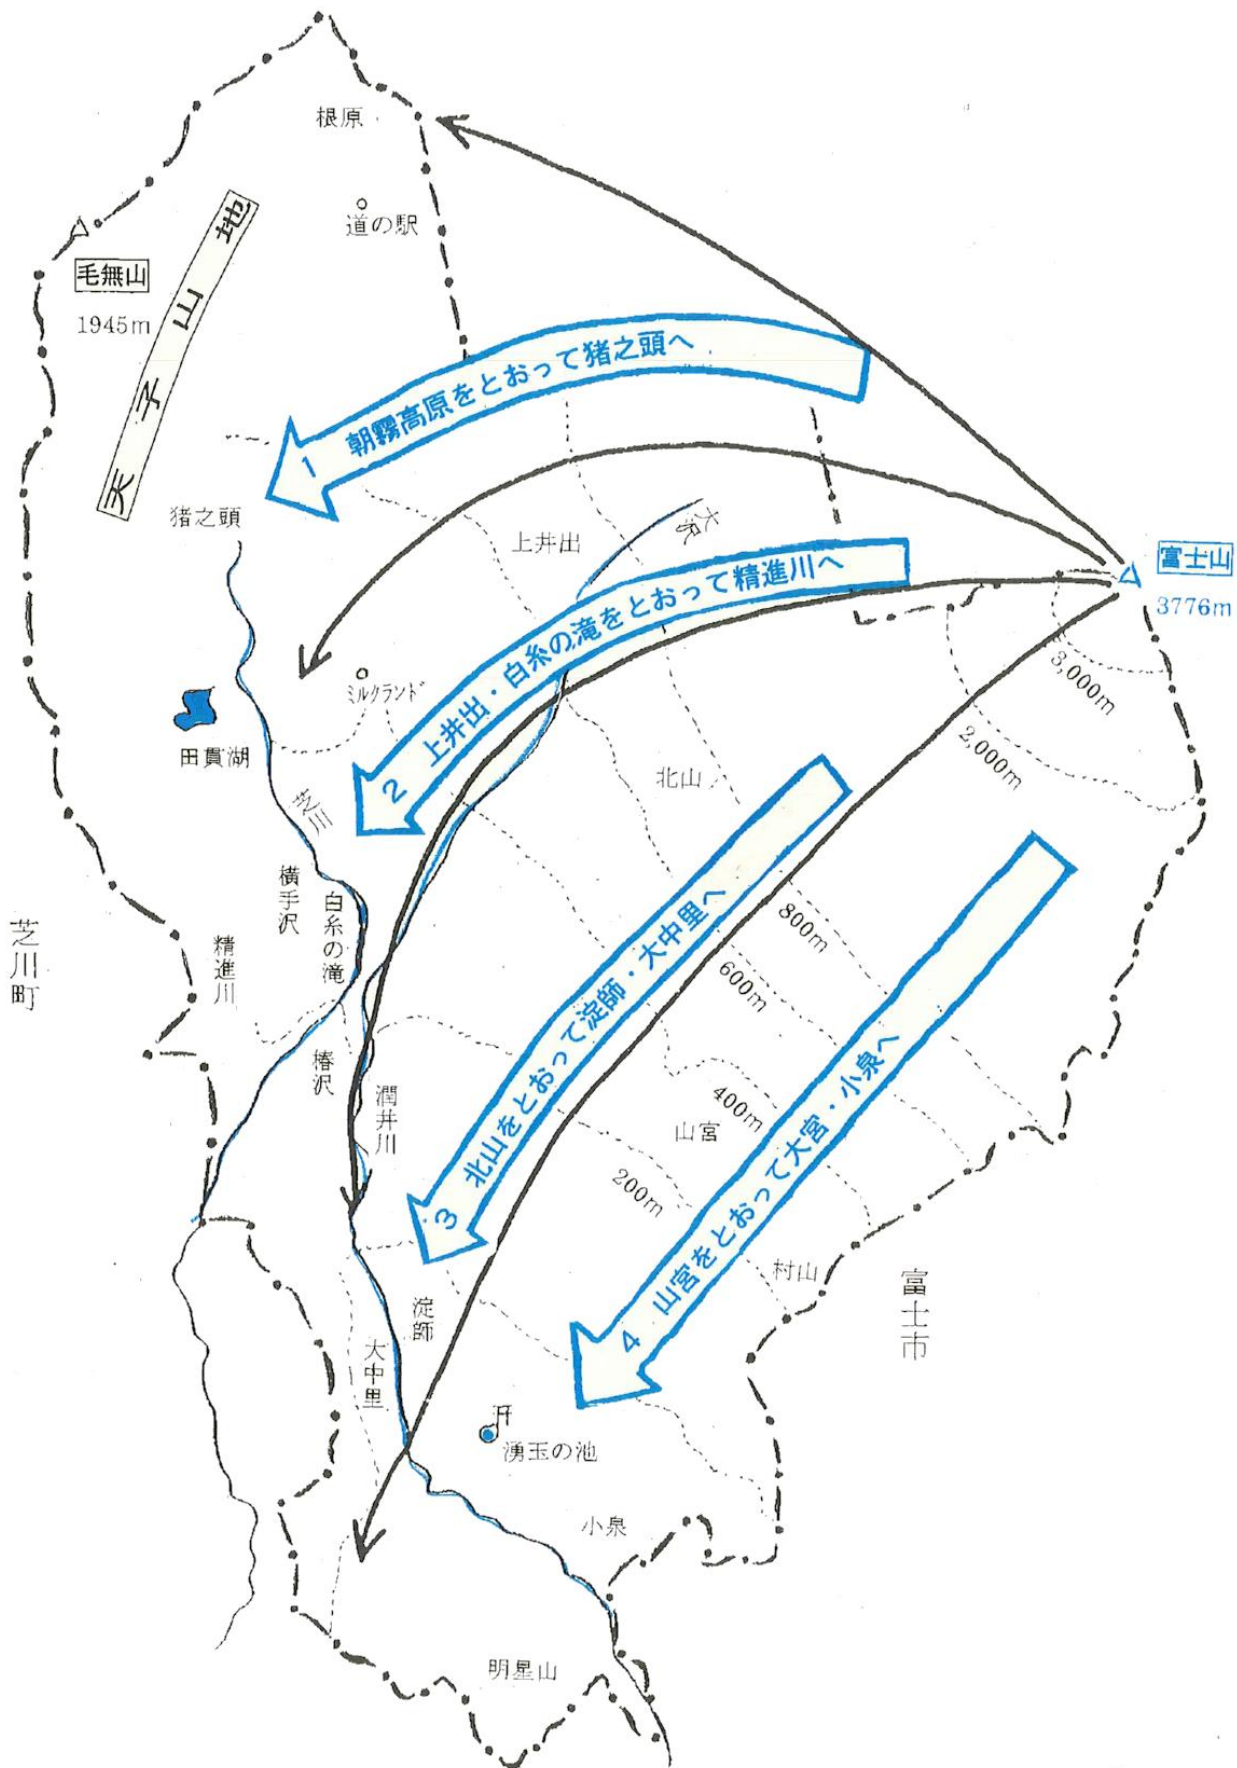 根原
道の駅
天子山地
毛無山
1945m
1 朝霧高原をとおって猪之頭へ
猪之頭
上井出
大沢
富士山
3776m
2 上井出・白糸の滝をとおって精進川へ
ミルクランド
3,000m
田貫湖
2,000m
北山
芝川
横手沢
白糸の滝
精進川
芝川町
800m
600m
3 北山をとおって淀師・大中里へ
椿沢
潤井川
400m
山宮
200m
4 山宮をとおって大宮・小泉へ
村山
富士市
淀師
大中里
湧玉の池
小泉
明星山